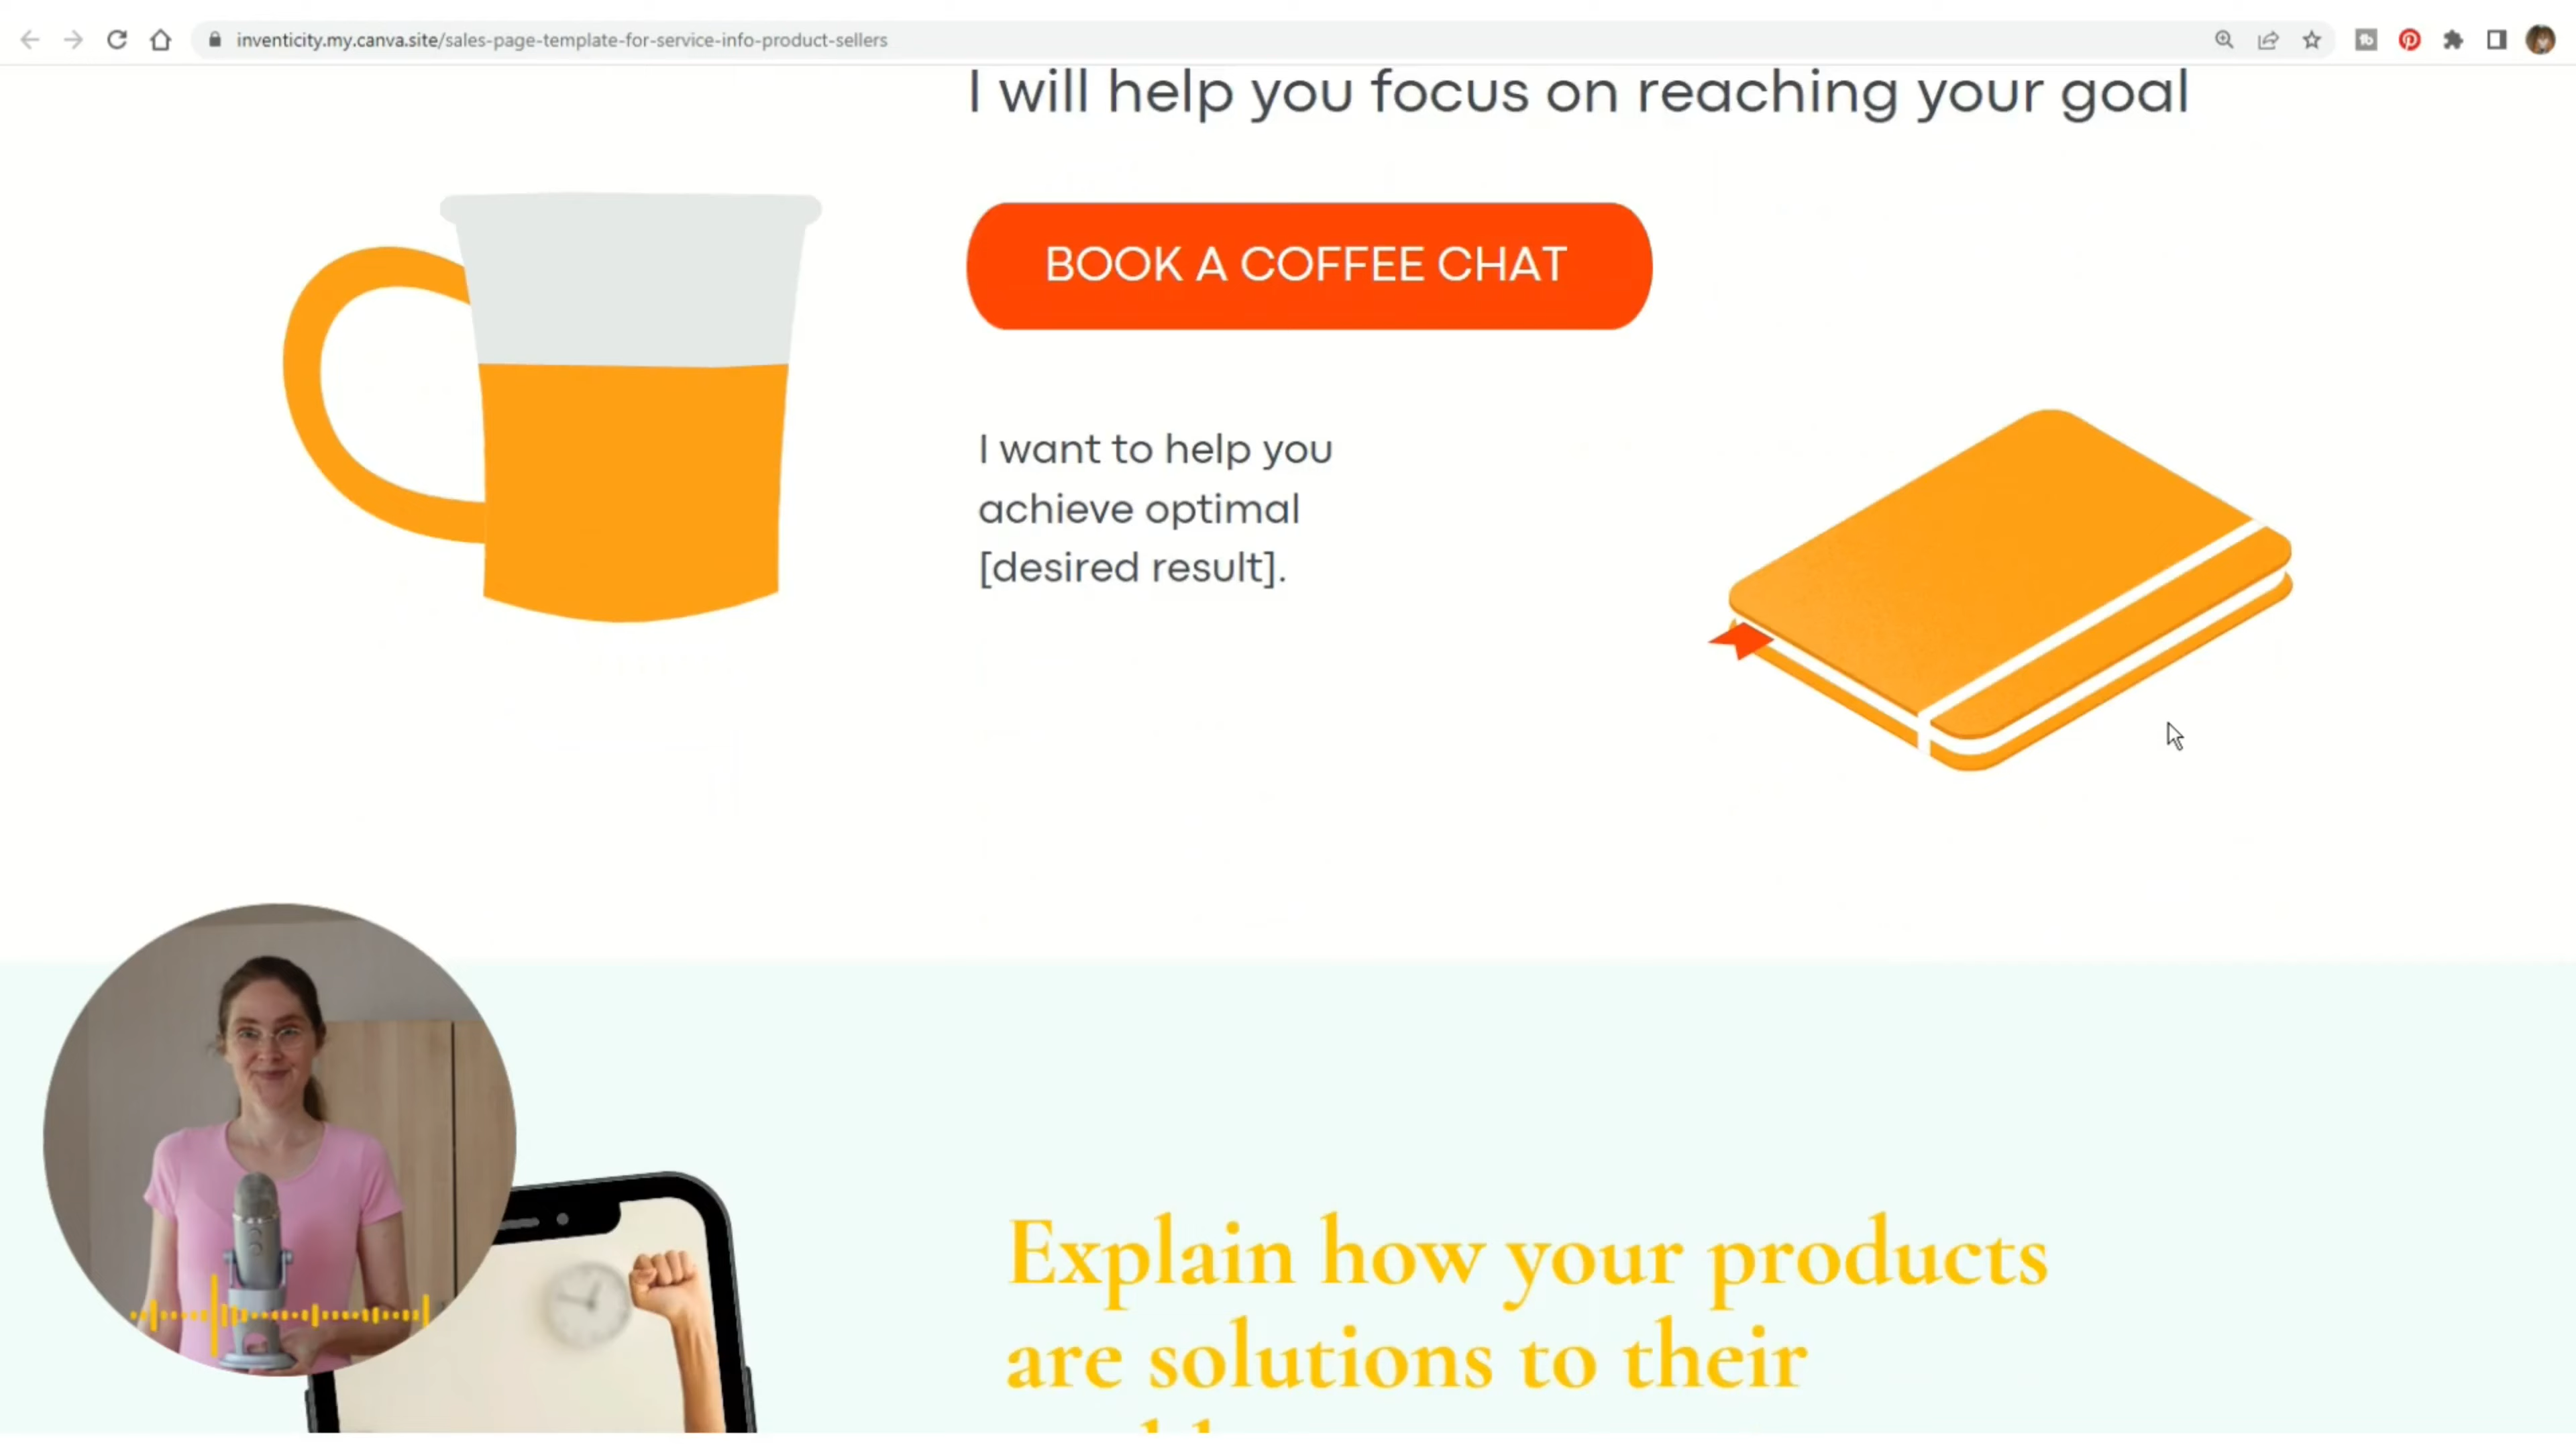 inventicity.my.canva.site/sales-page-template-for-service-info-product-sellers
I will help you focus on reaching your goal
BOOK A COFFEE CHAT
I want to help you
achieve optimal
[desired result].
Explain how your products
are solutions to their